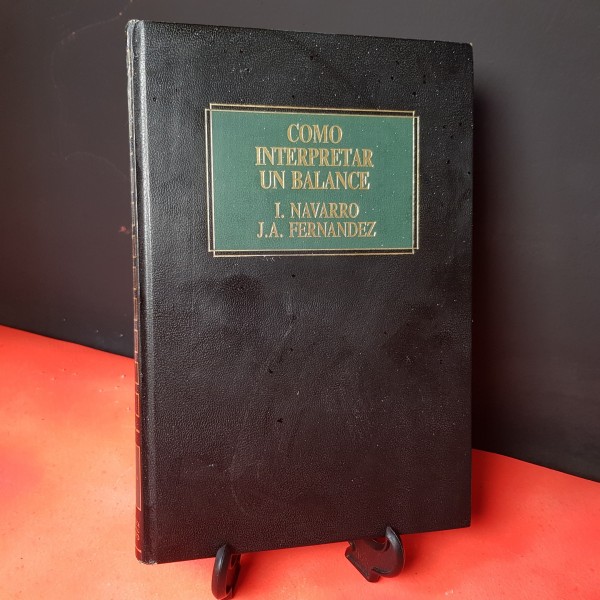 COMO
INTERPRETAR
UN BALANCE
I. NAVARRO
J.A. FERNANDEZ